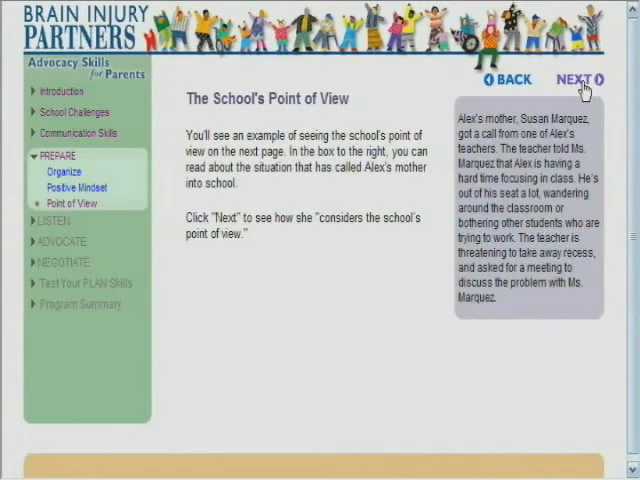 BRAIN INJURY
PARTNERS
Advocacy Skills
for Parents
Introduction
School Challenges
Communication Skills
PREPARE
Organize
Positive Mindset
Point of View
LISTEN
ADVOCATE
NEGOTIATE
Test Your PLAN Skills
Program Summary
BACK
NEXT
The School's Point of View
You'll see an example of seeing the school's point of
view on the next page. In the box to the right, you can
read about the situation that has called Alex's mother
into school.
Click "Next" to see how she "considers the school's
point of view."
Alex's mother, Susan Marquez,
got a call from one of Alex's
teachers. The teacher told Ms.
Marquez that Alex is having a
hard time focusing in class. He's
out of his seat a lot, wandering
around the classroom or
bothering other students who are
trying to work. The teacher is
threatening to take away recess,
and asked for a meeting to
discuss the problem with Ms.
Marquez.